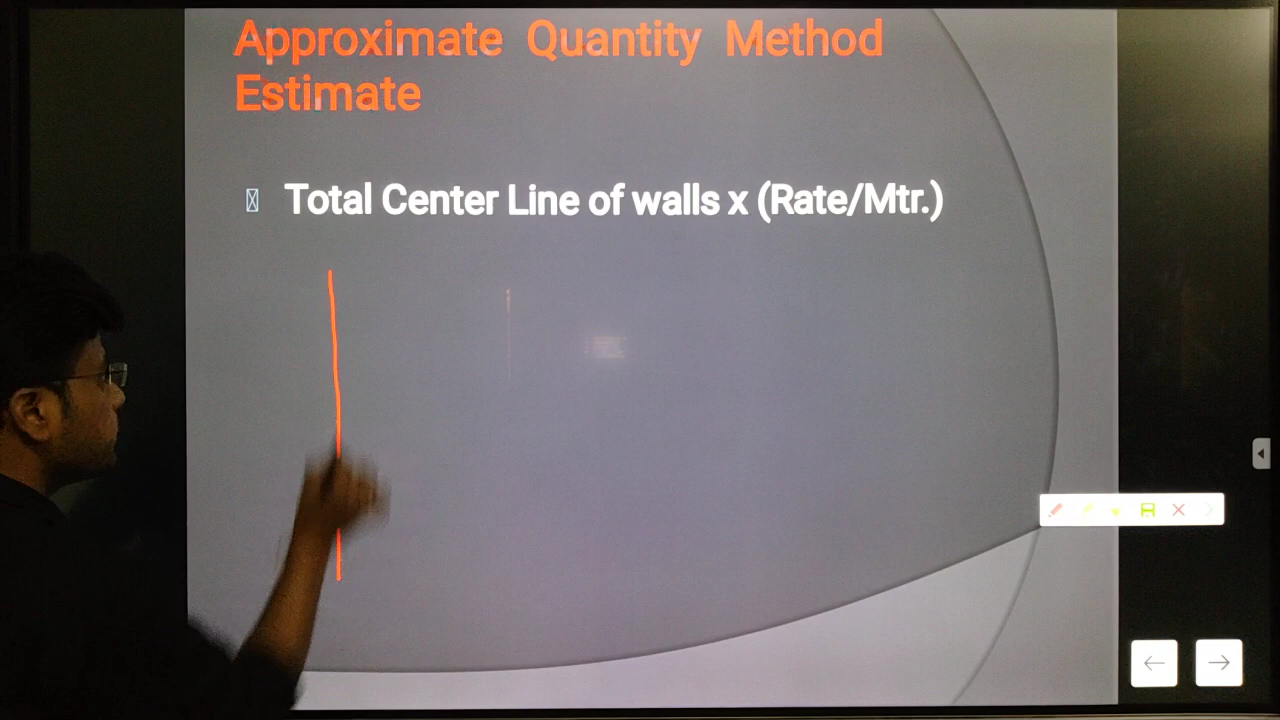 Approximate Quantity Method
Estimate
Total Center Line of walls x (Rate/Mtr.)